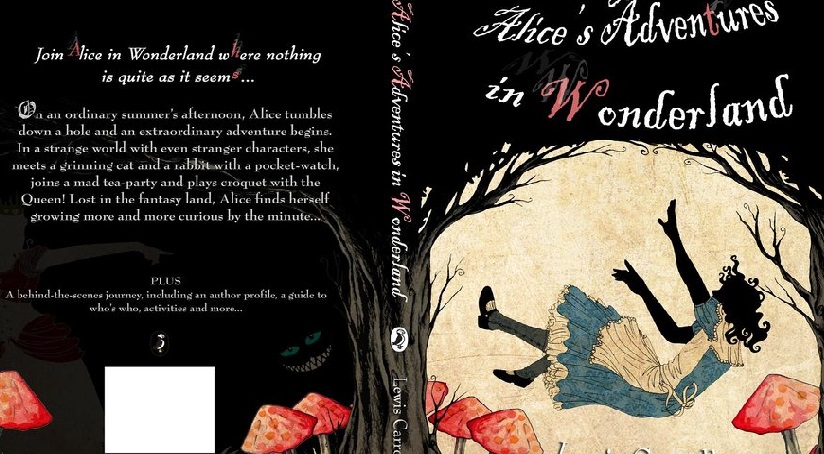 Join Alice in Wonderland where nothing
is quite as it seems...
On an ordinary summer's afternoon, Alice tumbles
down a hole and an extraordinary adventure begins.
In a strange world with even stranger characters, she
meets a grinning cat and a rabbit with a pocket-watch,
joins a mad tea-party and plays croquet with the
Queen! Lost in the fantasy land, Alice finds herself
growing more and more curious by the minute...
PLUS
A behind-the-scenes journey, including an author profile, a guide to
who's who, activities and more...
Alice's Adventures in Wonderland
Lewis Carro
Alice's Adventures
in Wonderland